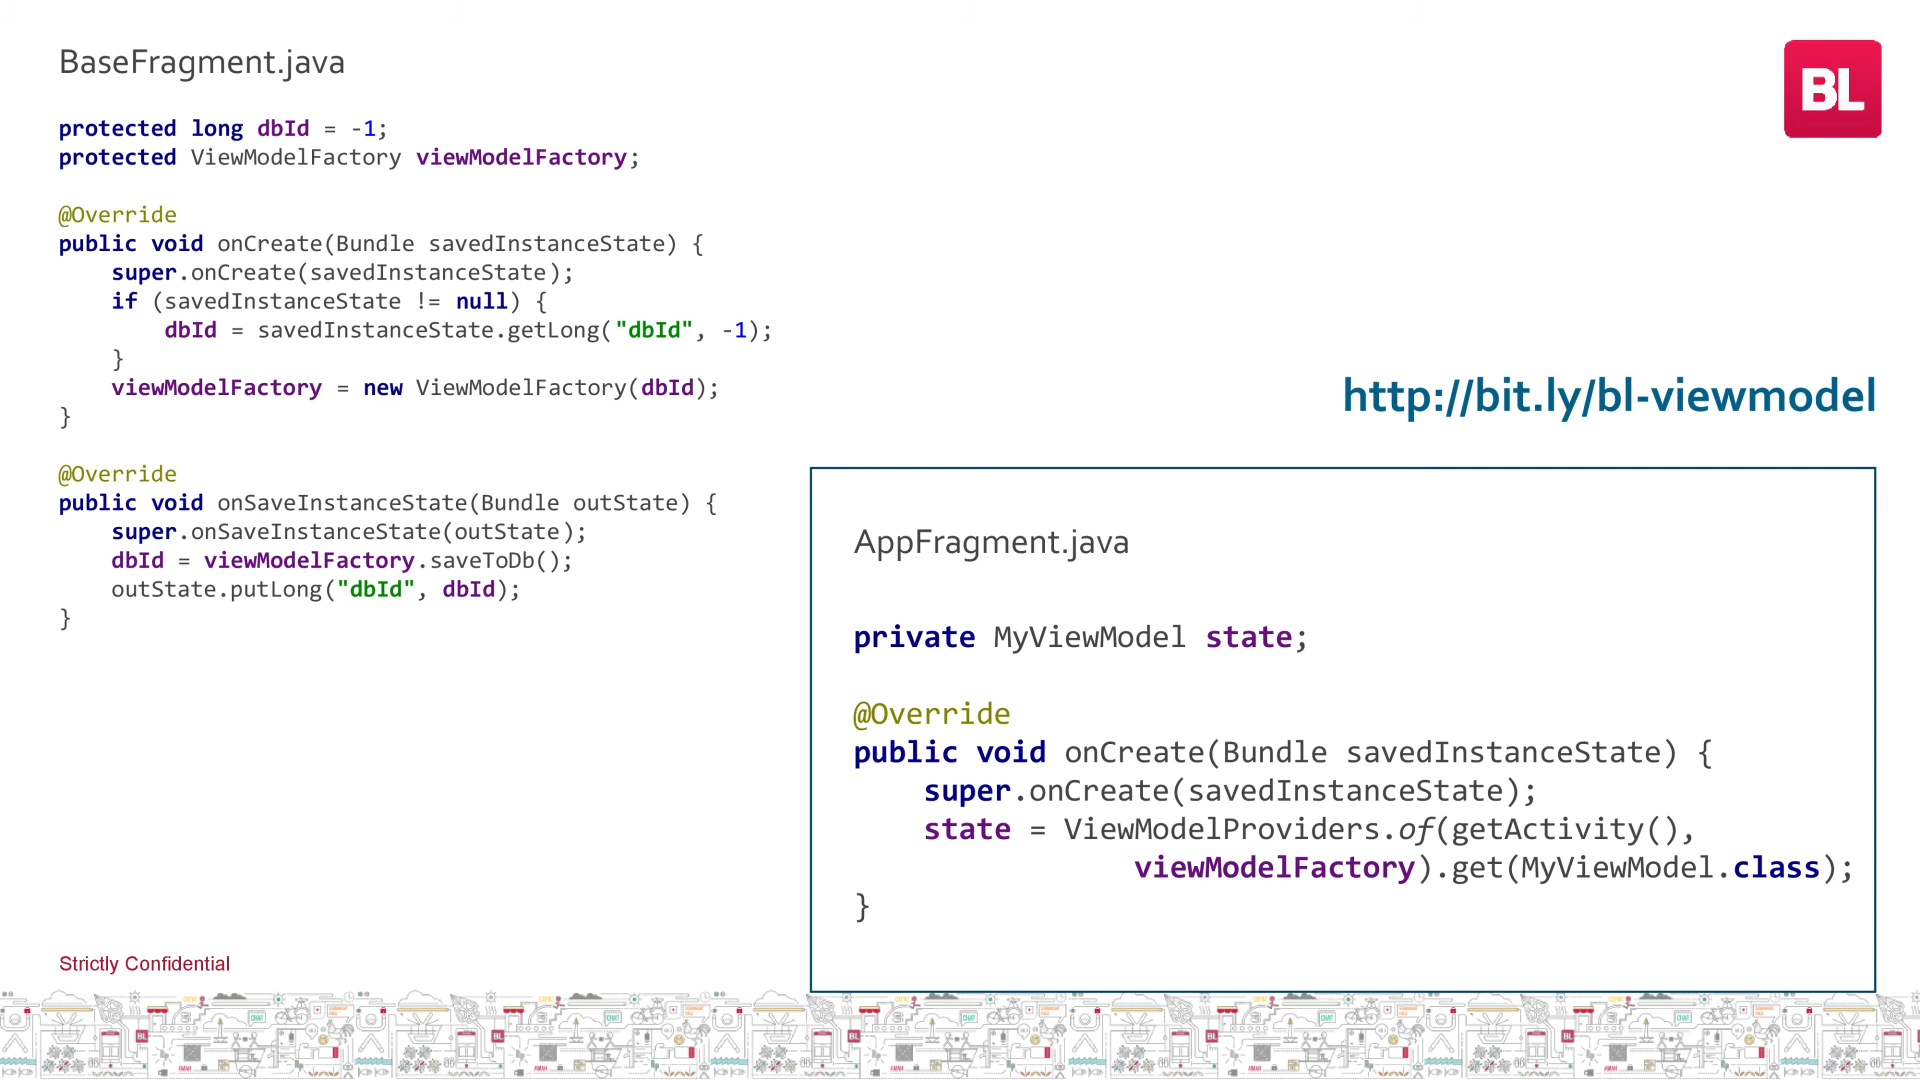 BaseFragment.java
BL
protected long dbId = -1;
protected ViewModelFactory viewModelFactory;
@Override
public void onCreate(Bundle savedInstanceState) {
super.onCreate(savedInstanceState);
if (savedInstanceState != null) {
dbId = savedInstanceState.getLong("dbId", -1);
}
viewModelFactory = new ViewModelFactory(dbId);
}
@Override
public void onSaveInstanceState(Bundle outState) {
super.onSaveInstanceState(outState);
dbId = viewModelFactory.saveToDb();
outState.putLong("dbId", dbId);
}
http://bit.ly/bl-viewmodel
AppFragment.java
private MyViewModel state;
@Override
public void onCreate(Bundle savedInstanceState) {
super.onCreate(savedInstanceState);
state = ViewModelProviders.of(getActivity(),
viewModelFactory).get(MyViewModel.class);
}
Strictly Confidential